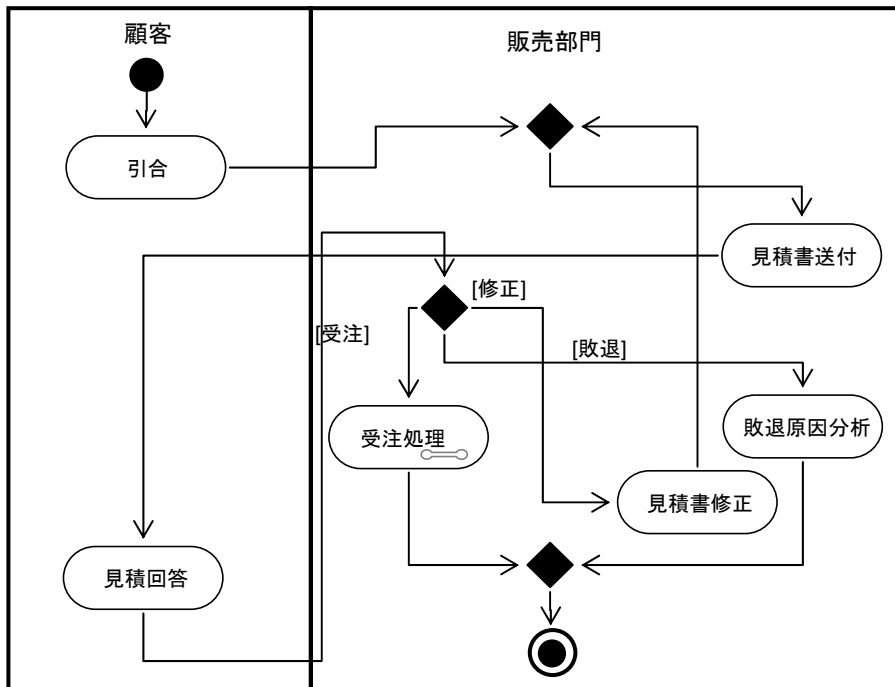 顧客
販売部門
引合
見積書送付
[修正]
[受注]
[敗退]
受注処理
敗退原因分析
見積書修正
見積回答